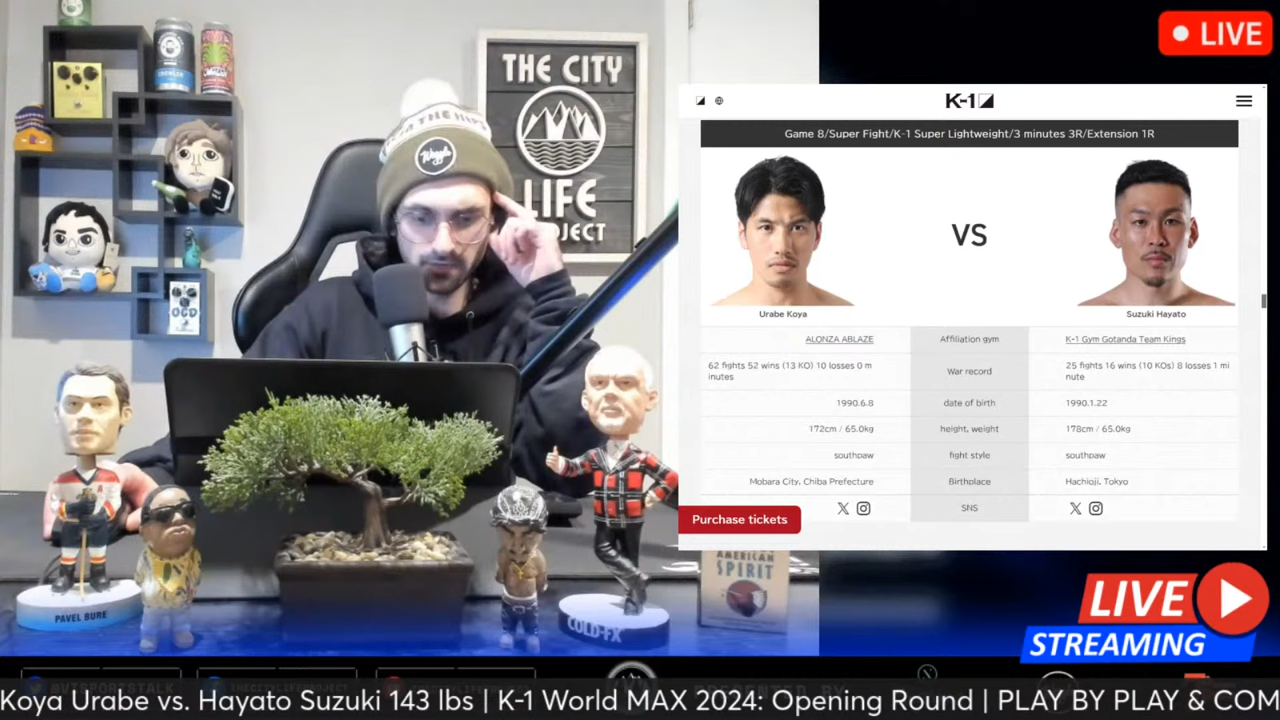 LIVE
THE CITY
LIFE
PROJECT
Waggle
K-1
Game 8/Super Fight/K-1 Super Lightweight/3 minutes 3R/Extension 1R
VS
Urabe Koya
Suzuki Hayato
ALONZA ABLAZE
Affiliation gym
K-1 Gym Gotanda Team Kings
62 fights 52 wins (13 KO) 10 losses 0 m
inutes
War record
25 fights 16 wins (10 KOs) 8 losses 1 mi
nute
1990.6.8
date of birth
1990.1.22
172cm / 65.0kg
height, weight
178cm / 65.0kg
southpaw
fight style
southpaw
Mobara City, Chiba Prefecture
Birthplace
Hachioji, Tokyo
SNS
Purchase tickets
OCD
PAVEL BURE
COLD-FX
AMERICAN
SPIRIT
LIVE
STREAMING
PRESENTED BY
Koya Urabe vs. Hayato Suzuki 143 lbs | K-1 World MAX 2024: Opening Round | PLAY BY PLAY & COM